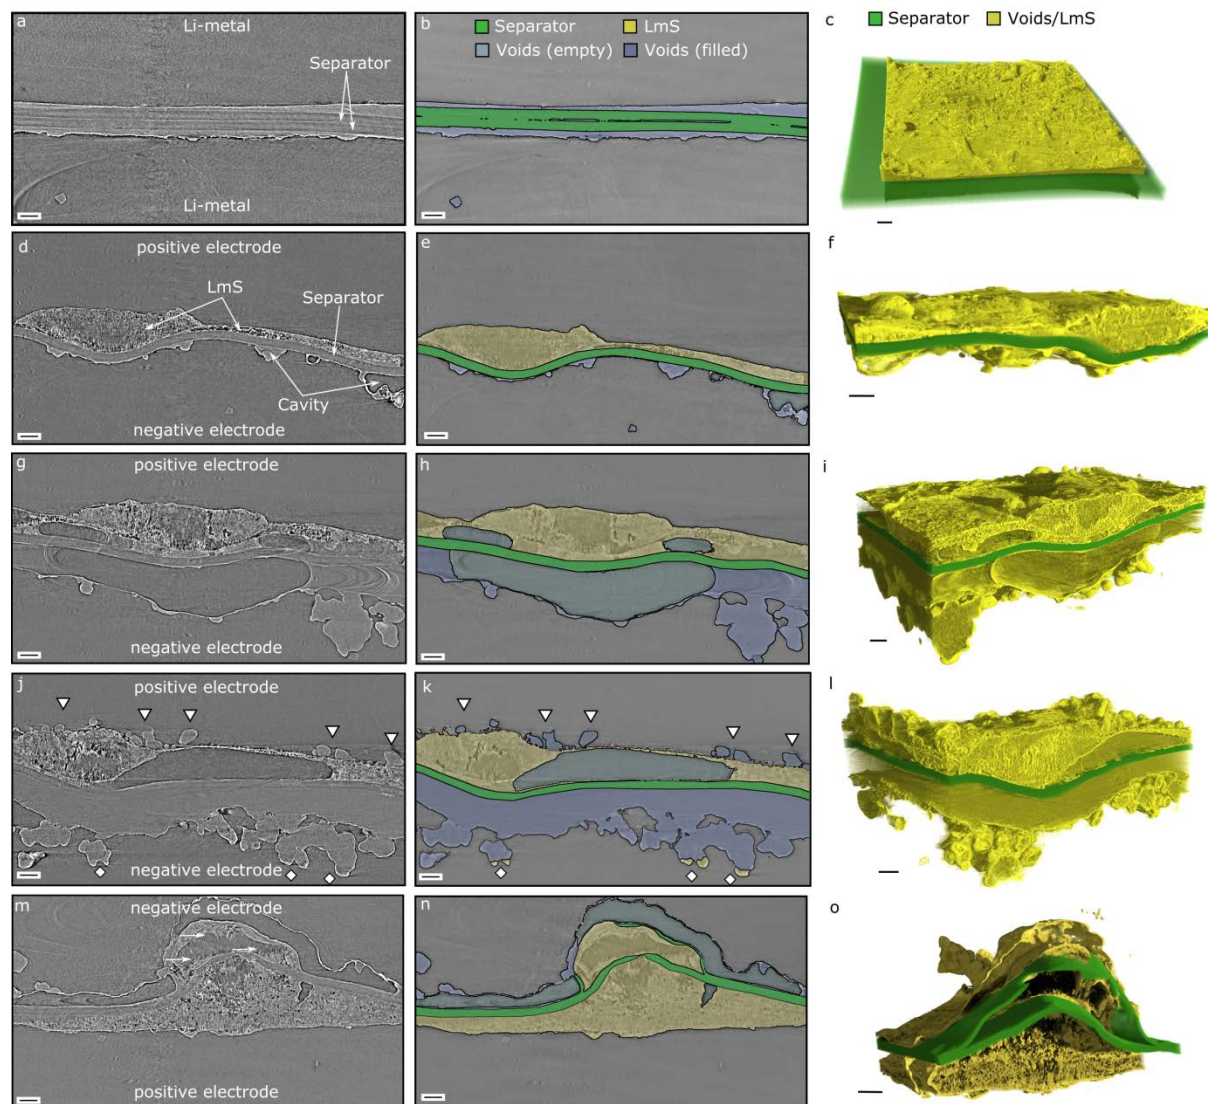 a
Li-metal
Separator
Li-metal
b
Separator
LmS
Voids (empty)
Voids (filled)
c
Separator
Voids/LmS
d
positive electrode
LmS
Separator
Cavity
negative electrode
e
f
g
positive electrode
negative electrode
h
i
j
positive electrode
negative electrode
k
l
m
negative electrode
positive electrode
n
o